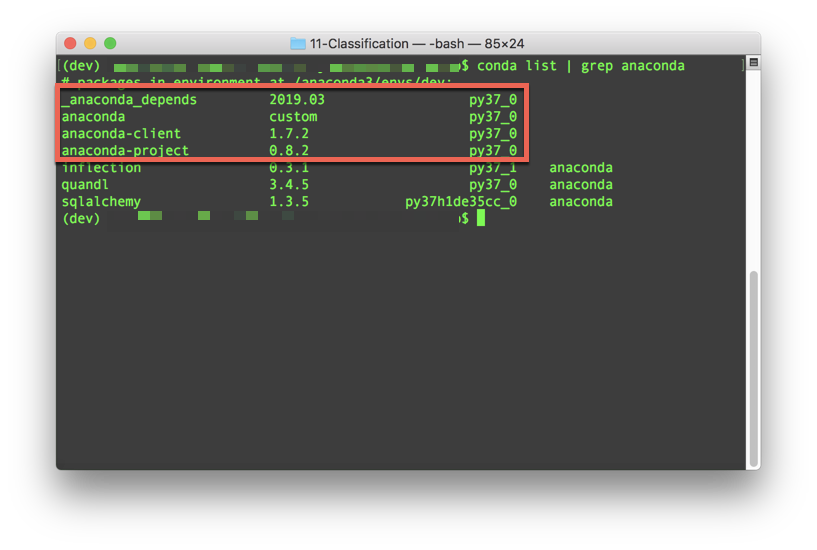 11-Classification — -bash — 85×24
[(dev) $ conda list | grep anaconda ]
# packages in environment at /anaconda3/envs/dev:
_anaconda_depends 2019.03 py37_0
anaconda custom py37_0
anaconda-client 1.7.2 py37_0
anaconda-project 0.8.2 py37_0
inflection 0.3.1 py37_1 anaconda
quandl 3.4.5 py37_0 anaconda
sqlalchemy 1.3.5 py37h1de35cc_0 anaconda
(dev) $